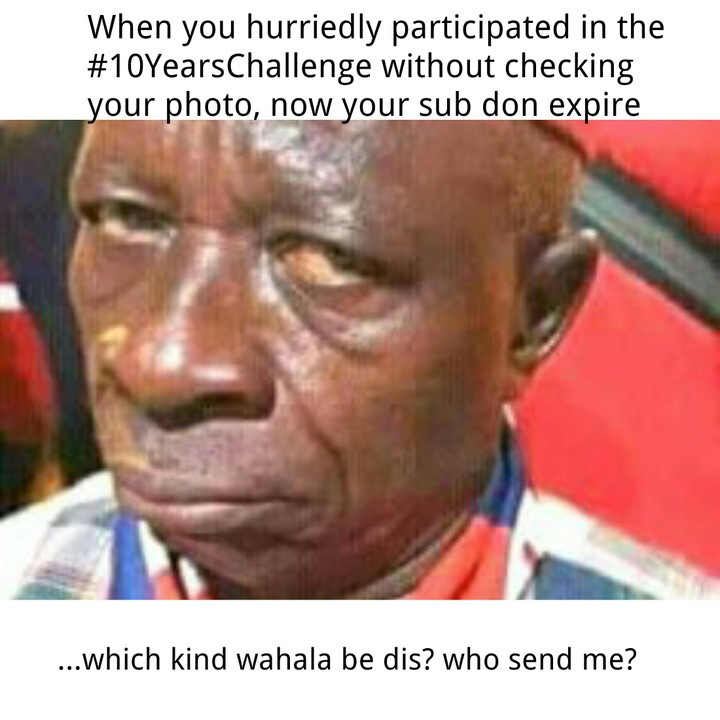 When you hurriedly participated in the
#10YearsChallenge without checking
your photo, now your sub don expire
...which kind wahala be dis? who send me?